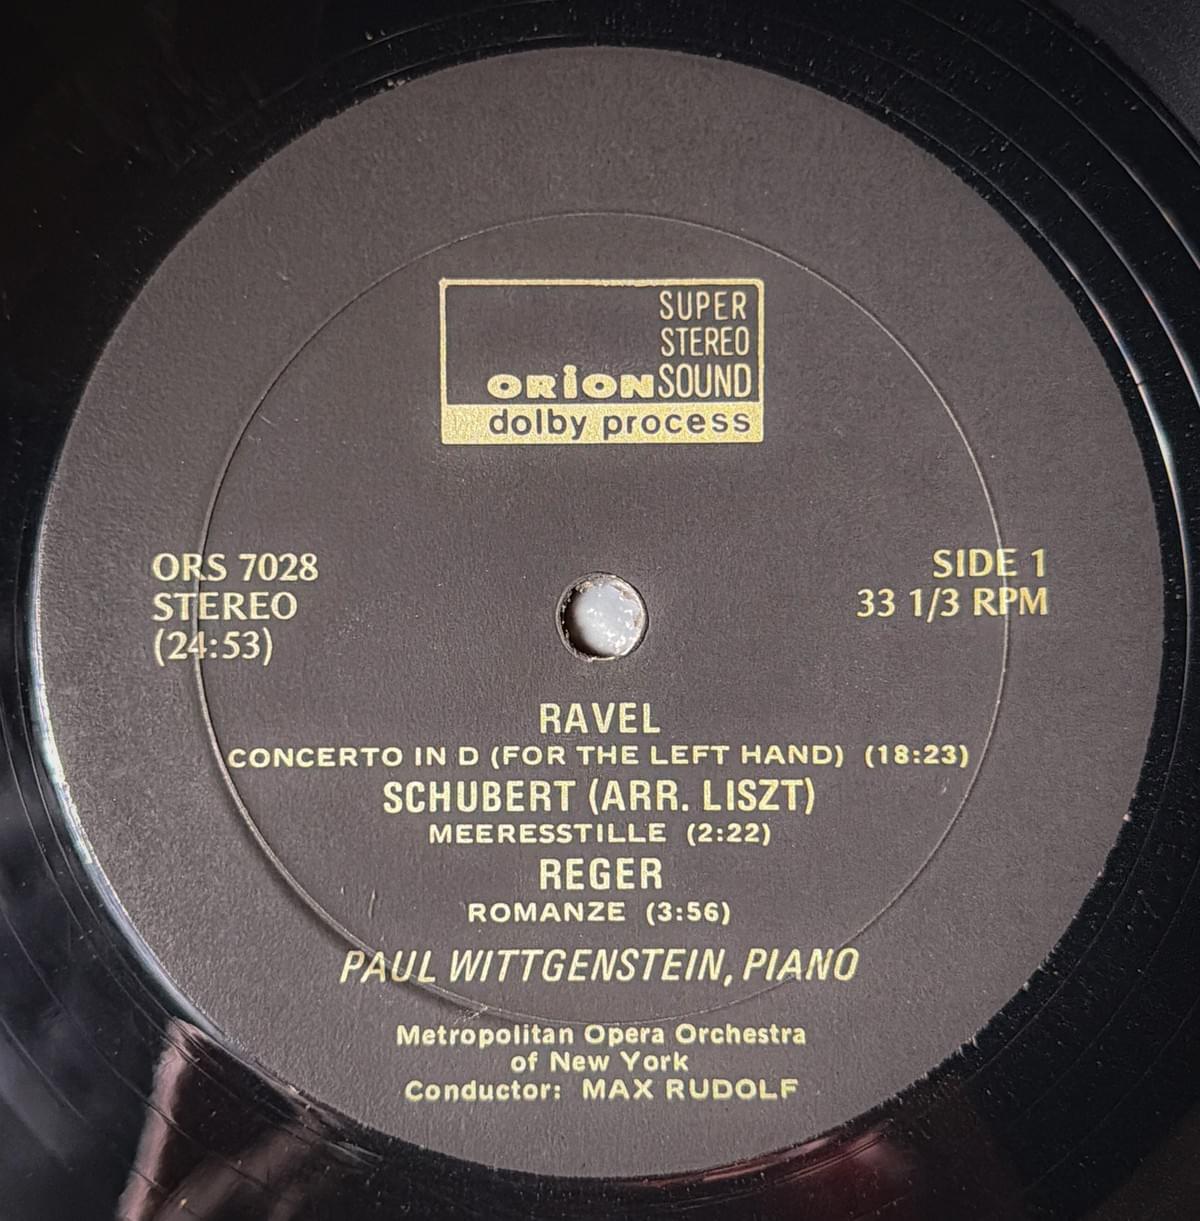 SUPER
STEREO
ORION SOUND
dolby process
ORS 7028
STEREO
(24:53)
SIDE 1
33 1/3 RPM
RAVEL
CONCERTO IN D (FOR THE LEFT HAND) (18:23)
SCHUBERT (ARR. LISZT)
MEERESSTILLE (2:22)
REGER
ROMANZE (3:56)
PAUL WITTGENSTEIN, PIANO
Metropolitan Opera Orchestra
of New York
Conductor: MAX RUDOLF